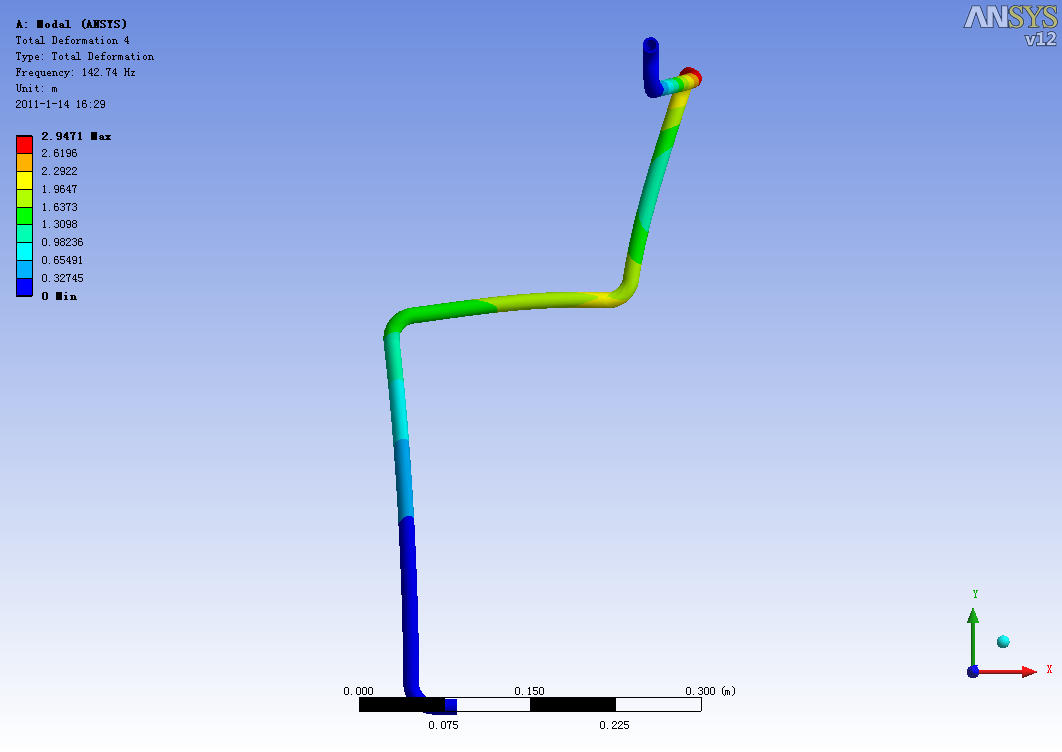 A: Modal (ANSYS)
Total Deformation 4
Type: Total Deformation
Frequency: 142.74 Hz
Unit: m
2011-1-14 16:29
2.9471 Max
2.6196
2.2922
1.9647
1.6373
1.3098
0.98236
0.65491
0.32745
0 Min
ANSYS
v12
0.000
0.150
0.300 (m)
0.075
0.225
Y
X